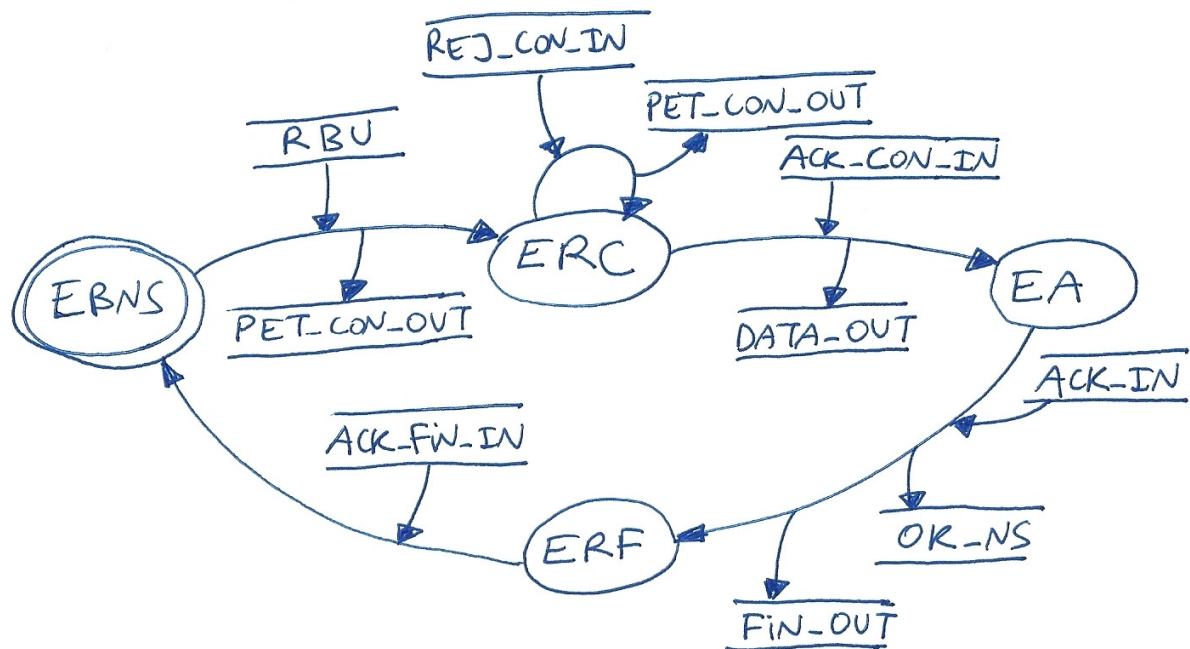 REJ_CON_IN
PET_CON_OUT
RBU
ACK_CON_IN
ERC
EBNS
EA
PET_CON_OUT
DATA_OUT
ACK_IN
ACK_FiN_IN
ERF
OK_NS
FiN_OUT